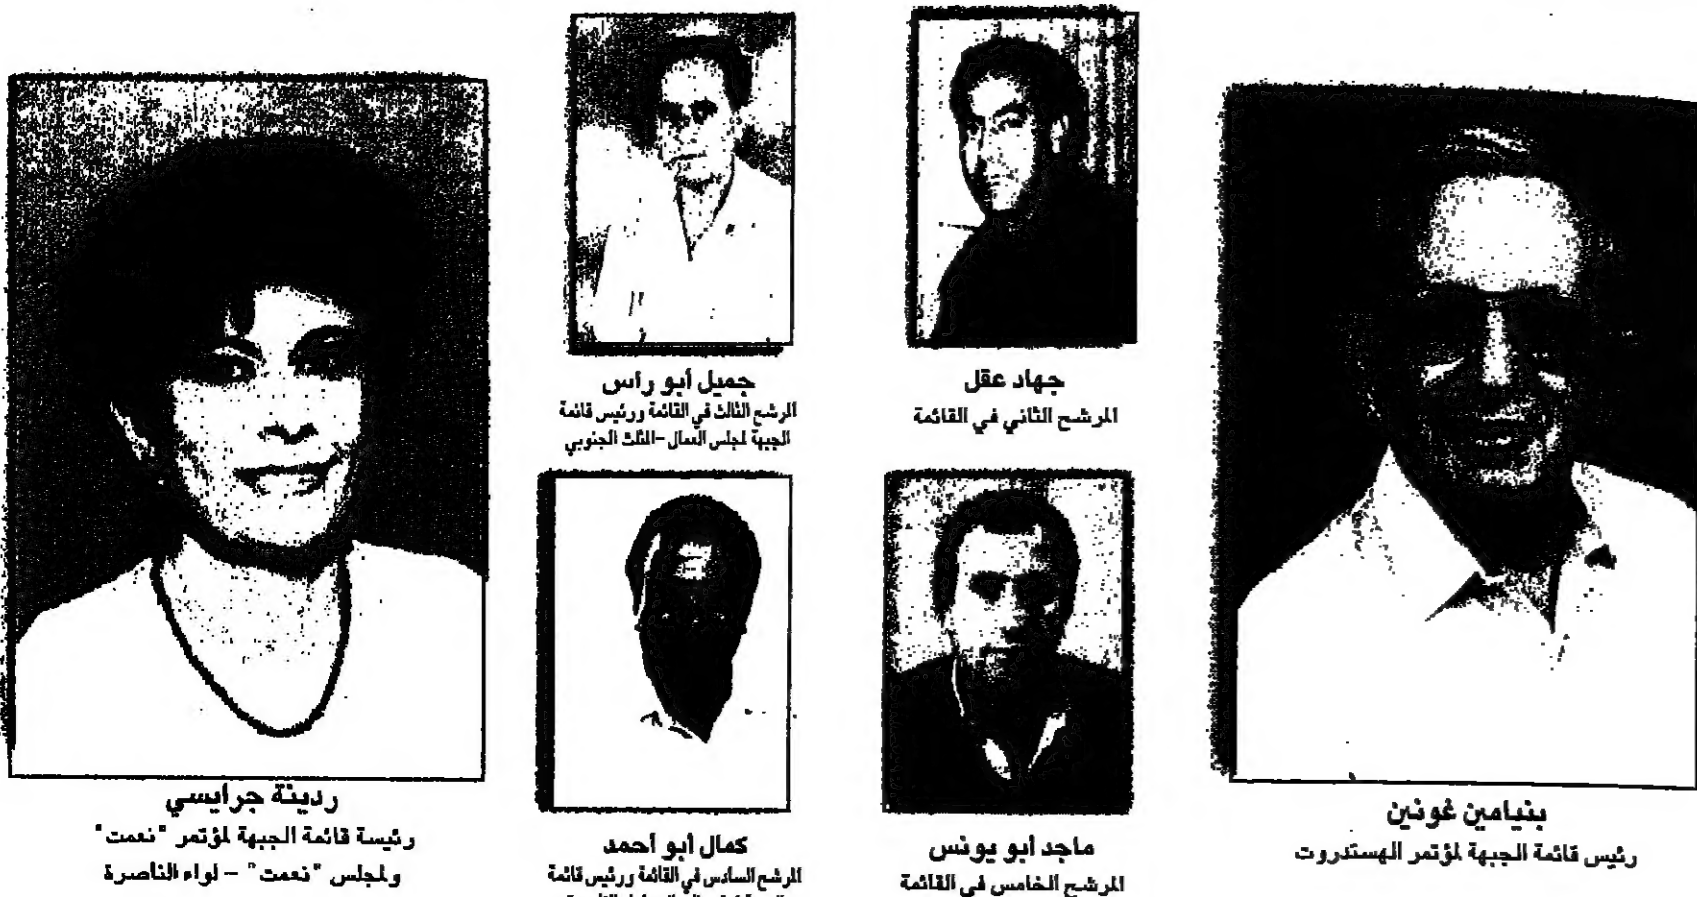 بنيامين غونين
رئيس قائمة الجبهة لمؤتمر الهستدروت
جهاد عقل
المرشح الثاني في القائمة
جميل أبو راس
المرشح الثالث في القائمة ورئيس قائمة
الجبهة لمجلس العمال -المثلث الجنوبي
ماجد أبو يونس
المرشح الخامس في القائمة
كمال أبو أحمد
المرشح السادس في القائمة ورئيس قائمة
ردينة جرايسي
رئيسة قائمة الجبهة لمؤتمر "نعمت"
ولمجلس "نعمت" - لواء الناصرة